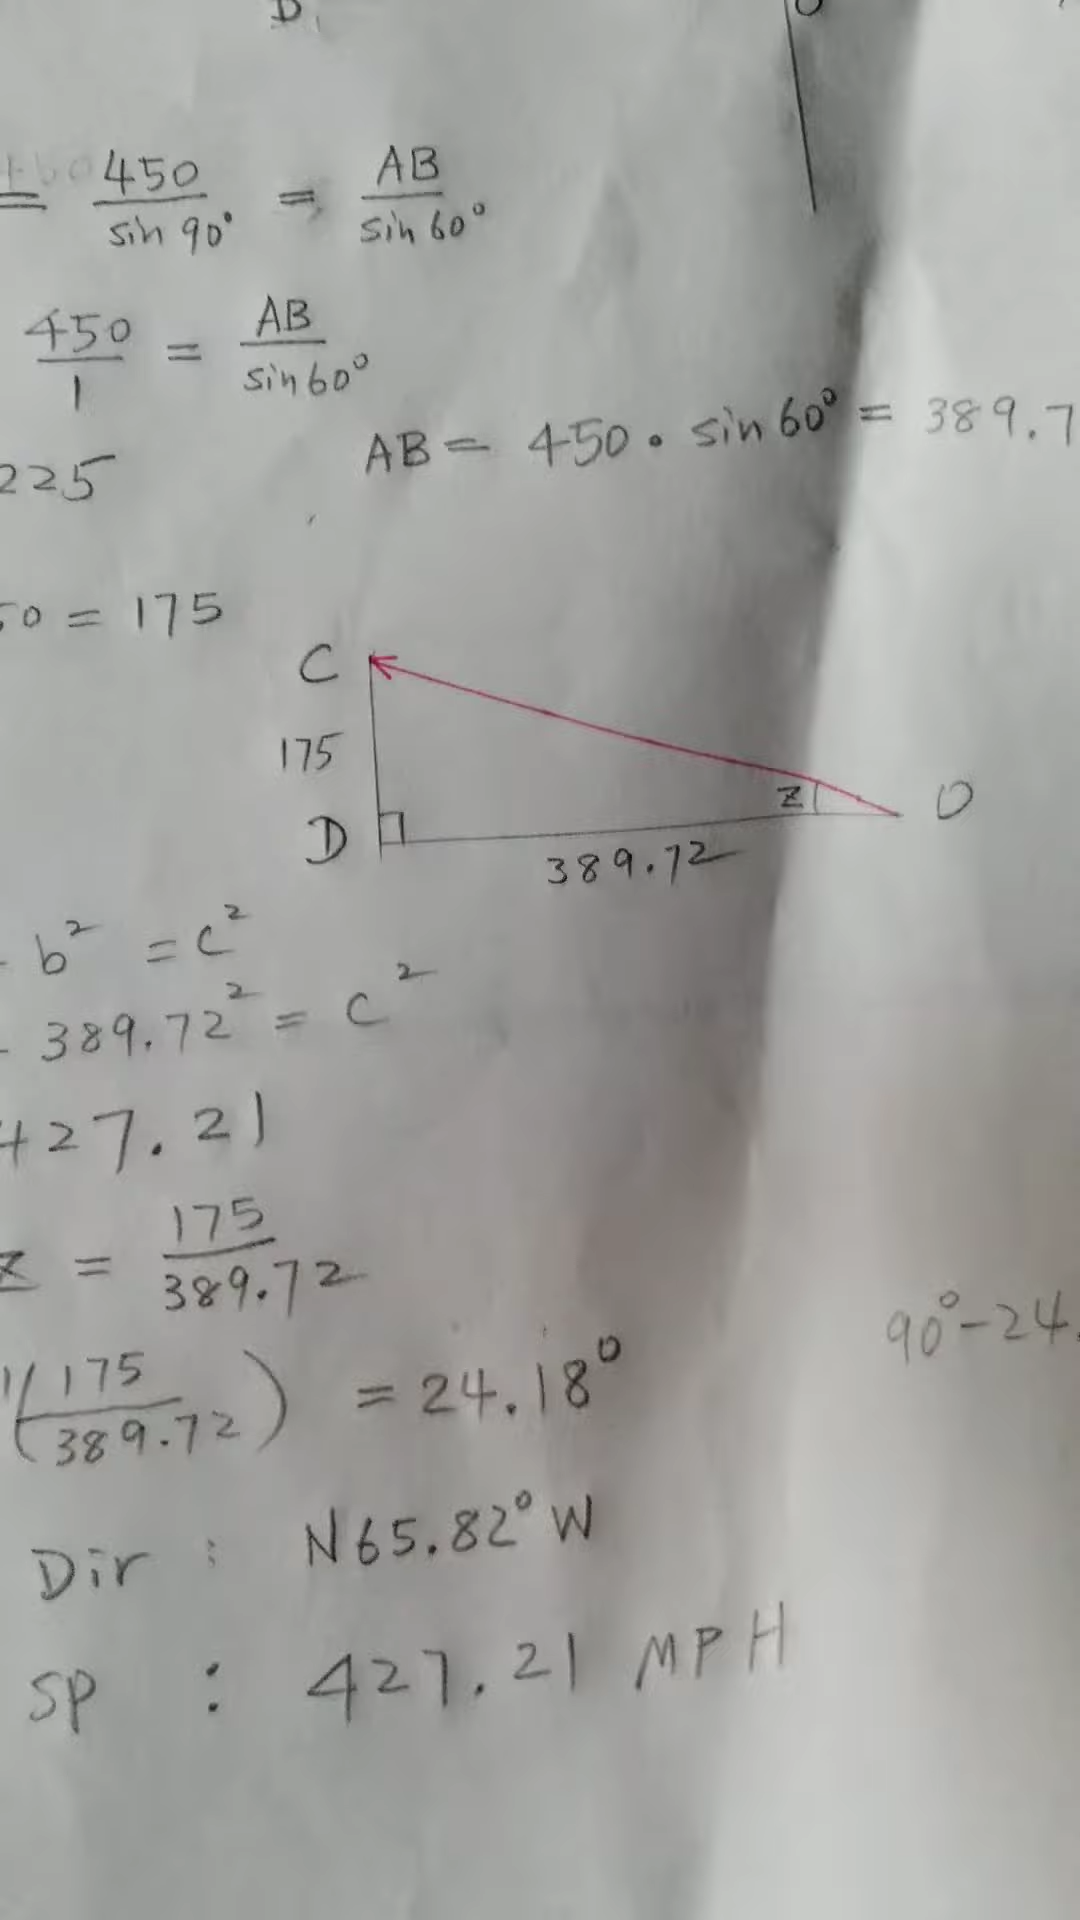 D
= 450/sin 90° = AB/sin 60°
450/1 = AB/sin 60°
AB = 450 · sin 60° = 389.7
225
50 = 175
C
175
Z
O
D
389.72
b² = c²
389.72² = c²
427.21
z = 175/389.72
(175/389.72) = 24.18°
90° - 24.
Dir : N65.82° W
SP : 427.21 MPH